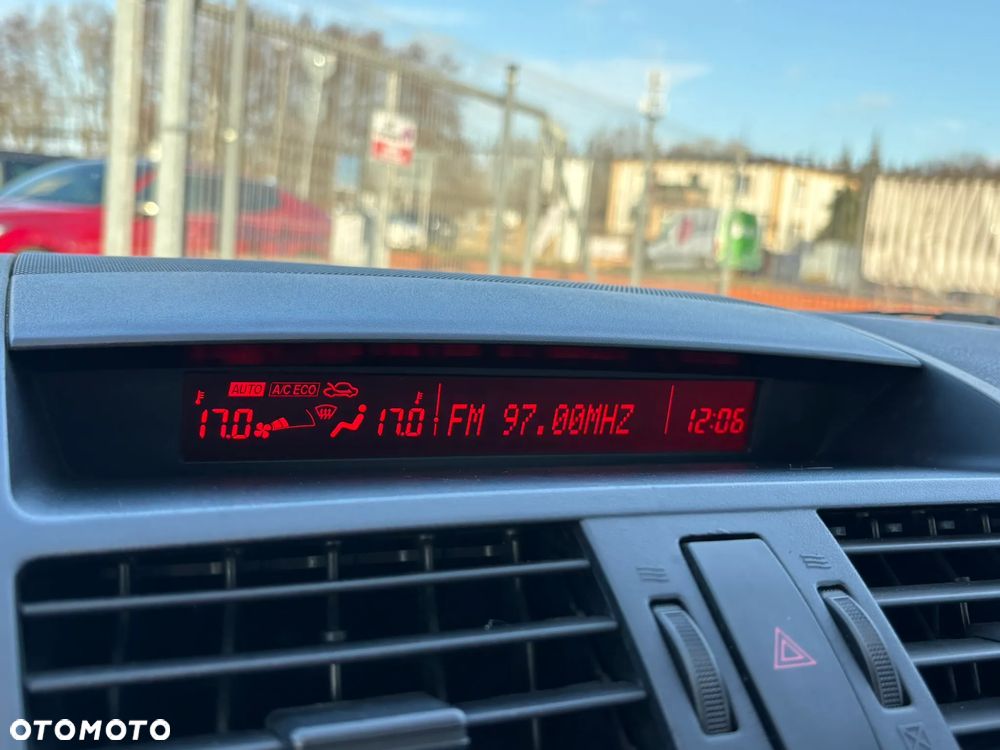 AUTO A/C ECO
17.0 17.0 FM 97.00MHZ 12:06
OTOMOTO